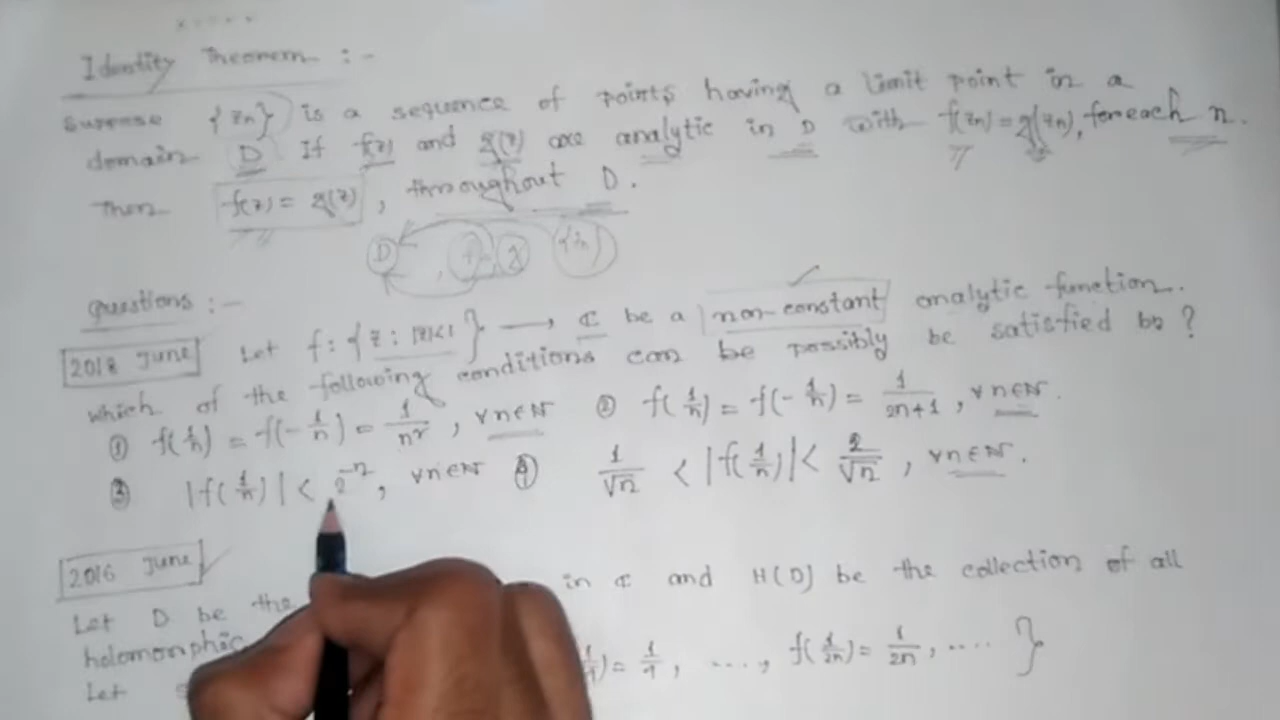 Identity Theorem :-
Suppose {zn} is a sequence of points having a limit point in a
domain D If f(z) and g(z) are analytic in D with f(zn) = g(zn), for each n.
Then f(z) = g(z), throughout D.
D , f = g {zn}
Questions :-
2018 June Let f: {z : |z|<1} → ℂ be a non-constant analytic function.
which of the following conditions can be possibly be satisfied by ?
① f(1/n) = f(-1/n) = 1/n², ∀n∈ℕ ② f(1/n) = f(-1/n) = 1/(2n+1), ∀n∈ℕ.
③ |f(1/n)| < 2⁻ⁿ, ∀n∈ℕ ④ 1/√n < |f(1/n)| < 2/√n, ∀n∈ℕ.
2016 June
Let D be the in ℂ and H(D) be the collection of all
holomorphic
Let = 1/4, ...., f(1/2n) = 1/2n, .... }